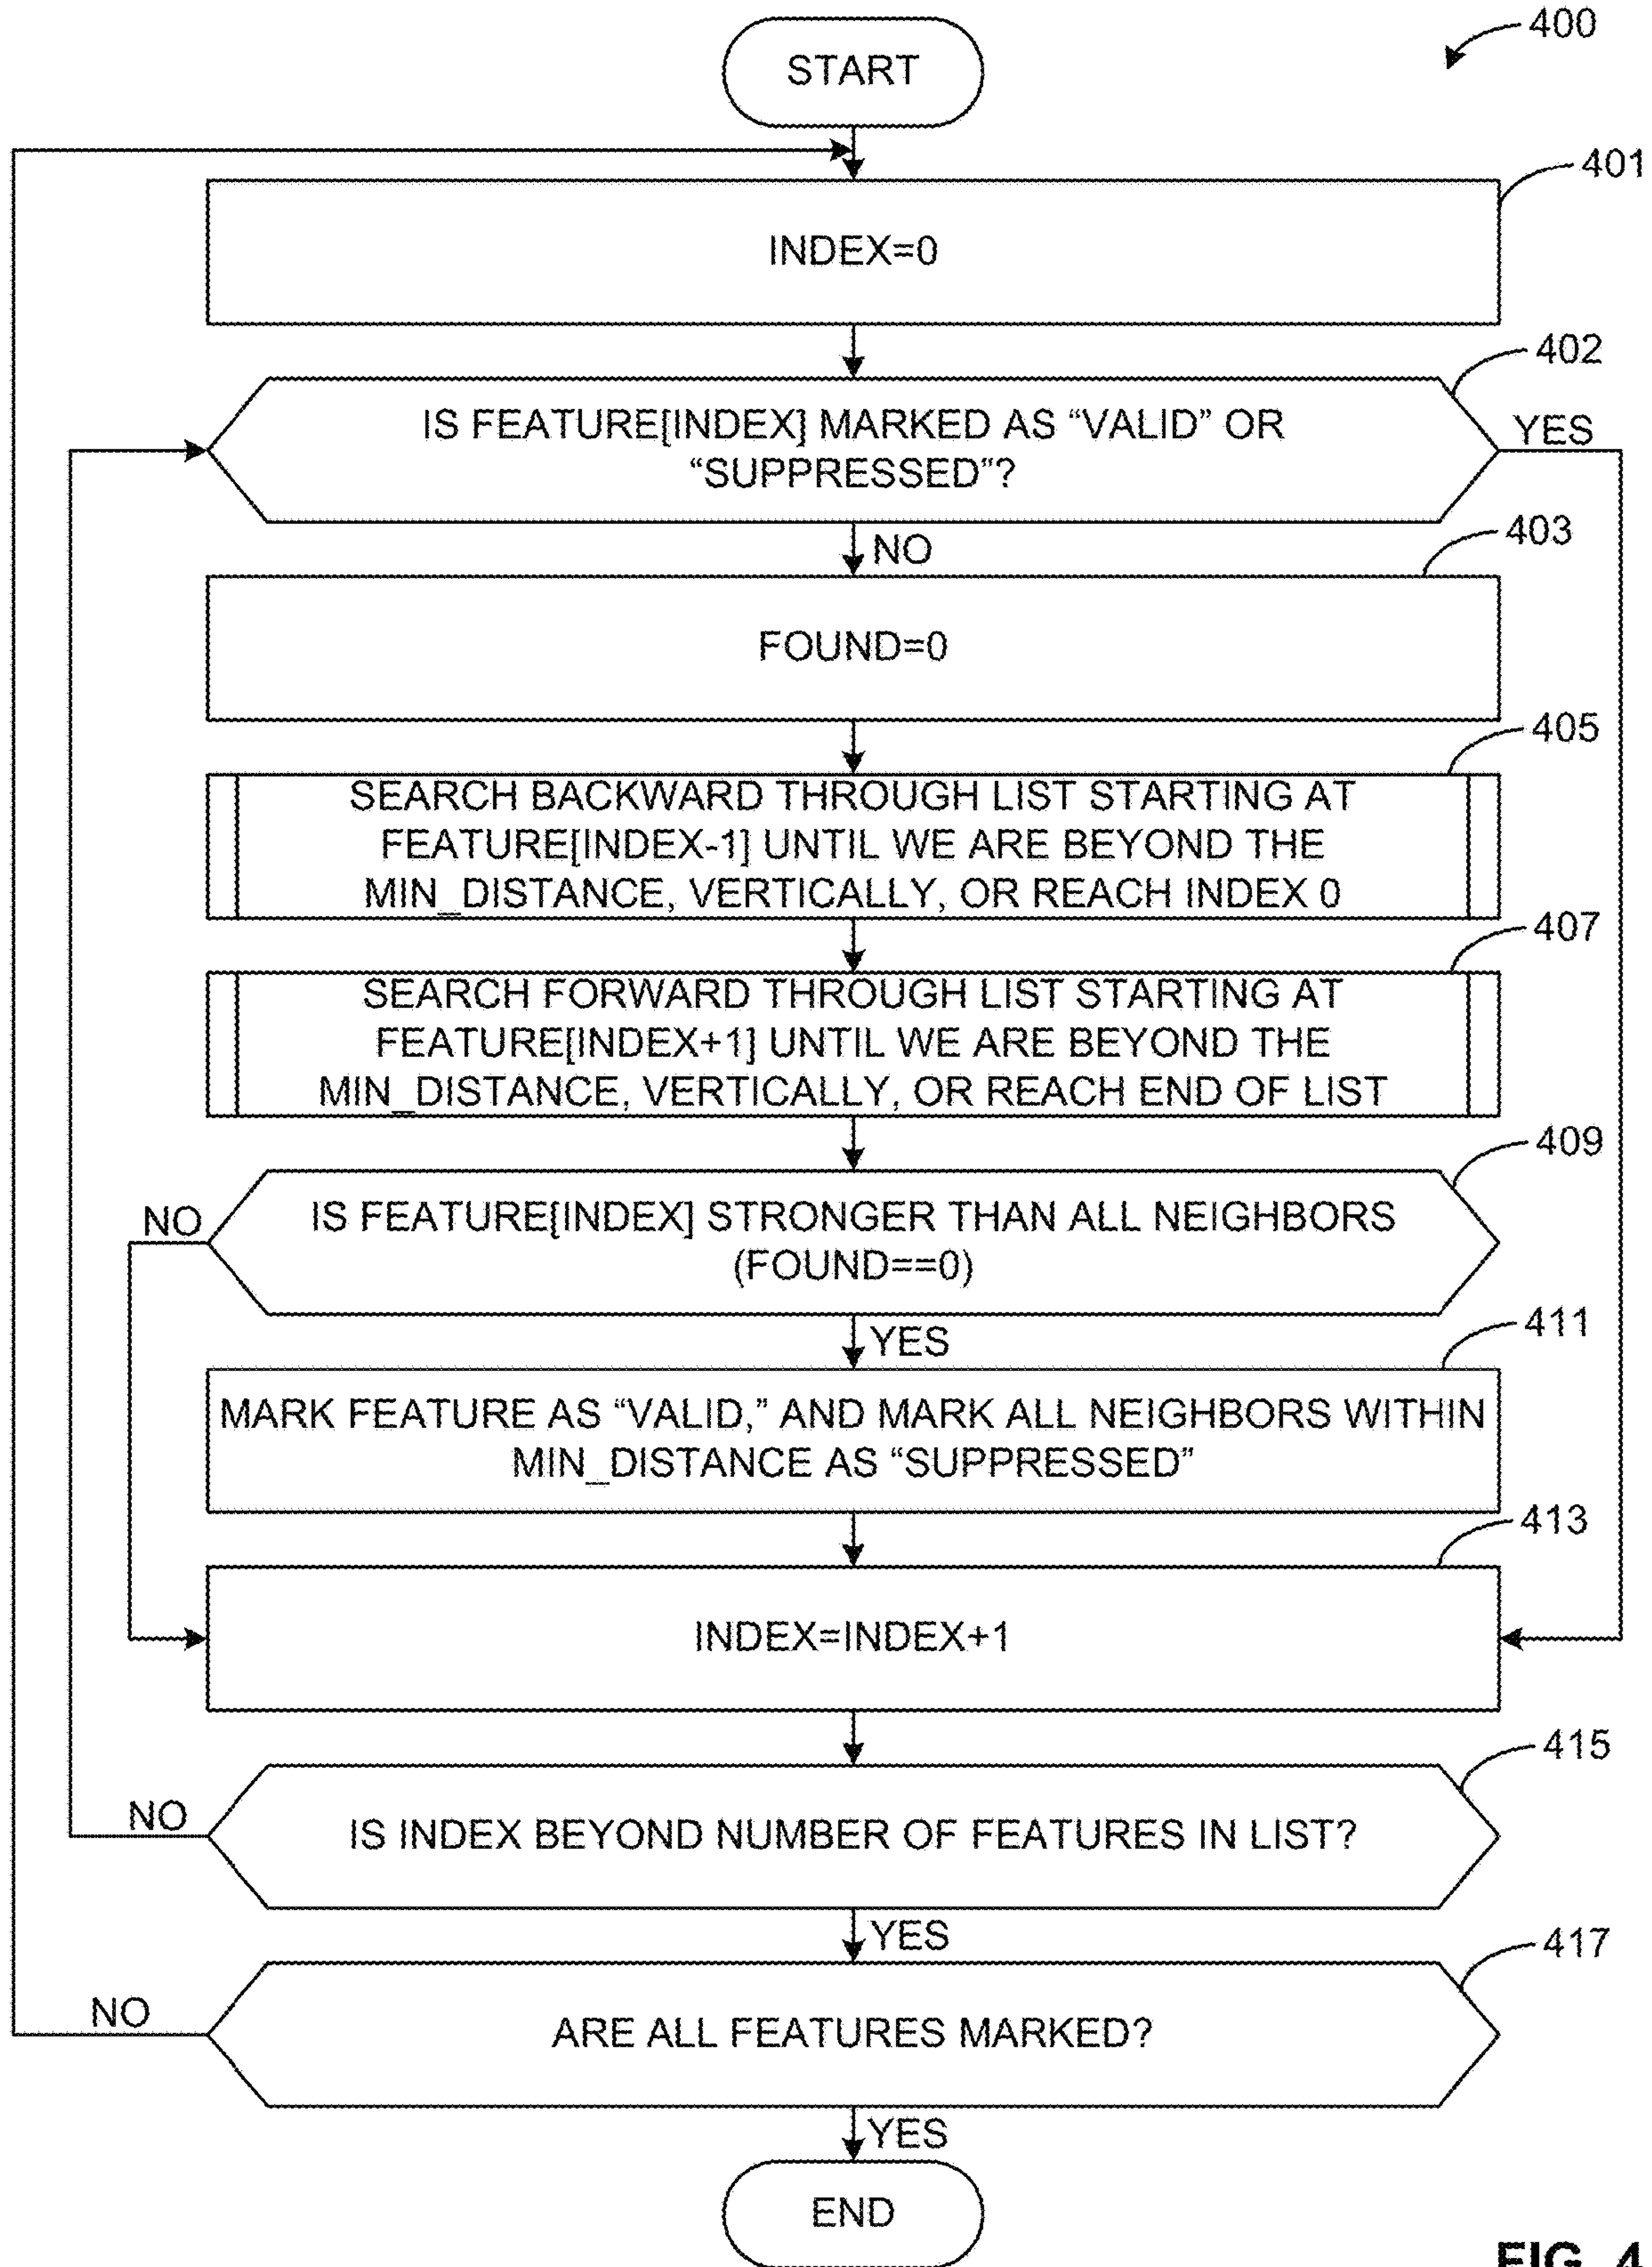 400
START
401
INDEX=0
402
IS FEATURE[INDEX] MARKED AS “VALID” OR
“SUPPRESSED”?
YES
NO
403
FOUND=0
405
SEARCH BACKWARD THROUGH LIST STARTING AT
FEATURE[INDEX-1] UNTIL WE ARE BEYOND THE
MIN_DISTANCE, VERTICALLY, OR REACH INDEX 0
407
SEARCH FORWARD THROUGH LIST STARTING AT
FEATURE[INDEX+1] UNTIL WE ARE BEYOND THE
MIN_DISTANCE, VERTICALLY, OR REACH END OF LIST
409
NO
IS FEATURE[INDEX] STRONGER THAN ALL NEIGHBORS
(FOUND==0)
YES
411
MARK FEATURE AS “VALID,” AND MARK ALL NEIGHBORS WITHIN
MIN_DISTANCE AS “SUPPRESSED”
413
INDEX=INDEX+1
415
NO
IS INDEX BEYOND NUMBER OF FEATURES IN LIST?
YES
417
NO
ARE ALL FEATURES MARKED?
YES
END
FIG. 4